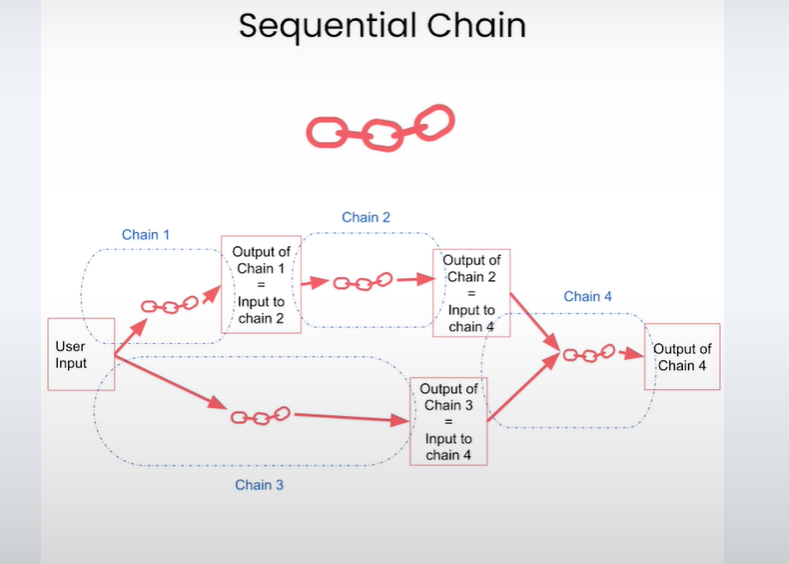 Sequential Chain
Chain 2
Chain 1
Output of
Chain 1
=
Input to
chain 2
Output of
Chain 2
=
Input to
chain 4
Chain 4
User
Input
Output of
Chain 4
Output of
Chain 3
=
Input to
chain 4
Chain 3